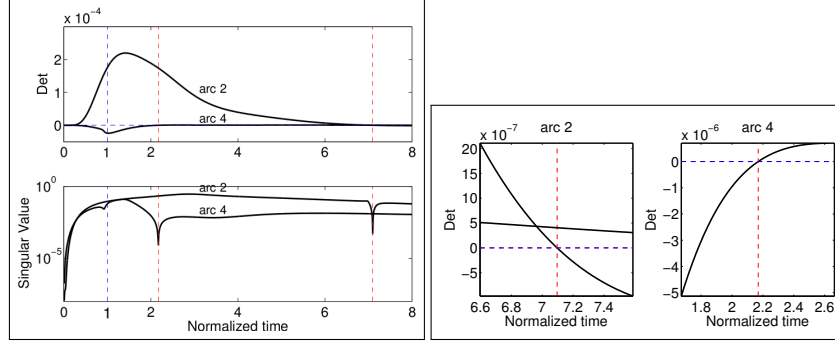 x 10⁻⁴
Det
2
1
0
arc 2
arc 4
0 1 2 4 6 8
Singular Value
10⁰
10⁻⁵
arc 2
arc 4
0 1 2 4 6 8
Normalized time
x 10⁻⁷ arc 2
Det
20
15
10
5
0
−5
6.6 6.8 7 7.2 7.4
Normalized time
x 10⁻⁶ arc 4
Det
0
−1
−2
−3
−4
−5
1.8 2 2.2 2.4 2.6
Normalized time